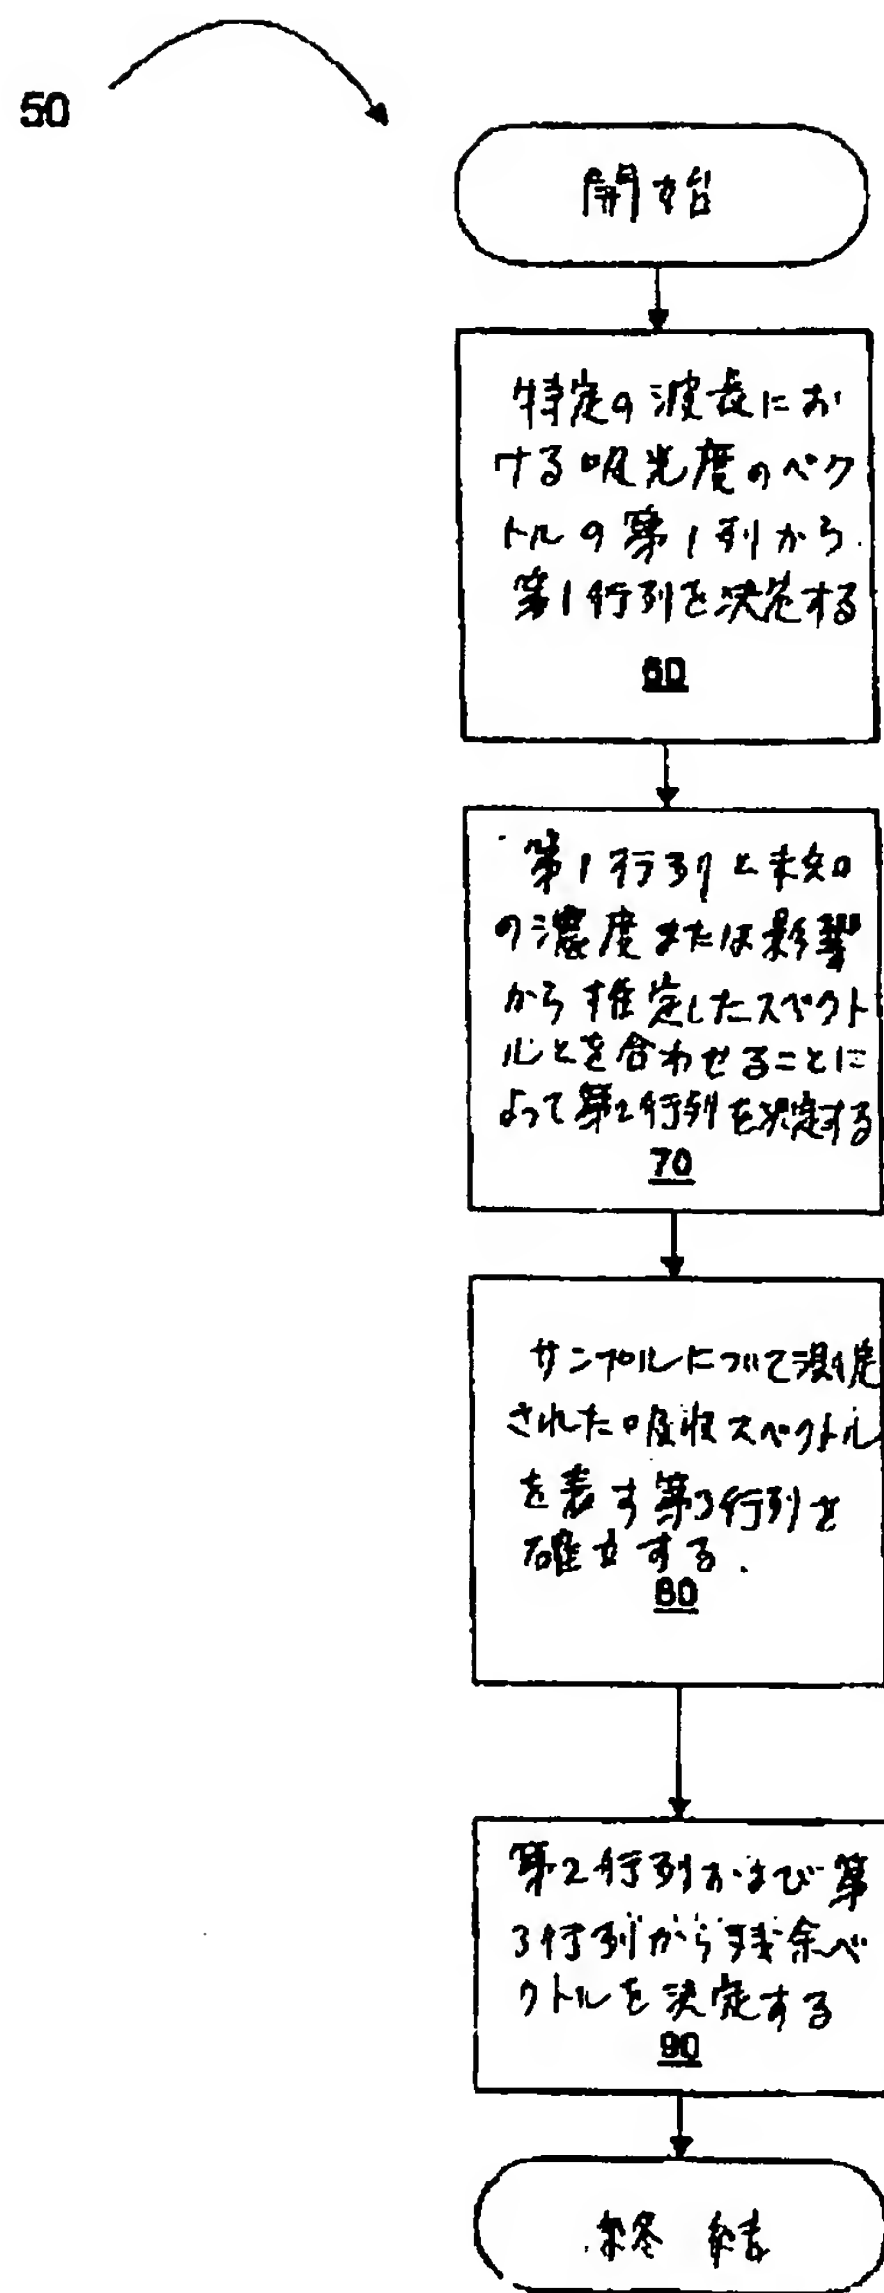 50
開始
特定の波長にお
ける吸光度のベク
トルの第1列から
第1行列を決定する
60
第1行列と未知
の濃度または影響
から推定したスペクト
ルとを合わせることに
よって第2行列を決定する
70
サンプルについて測定
された吸収スペクトル
を表す第3行列を
確立する.
80
第2行列および第
3行列から残余ベ
クトルを決定する
90
終結